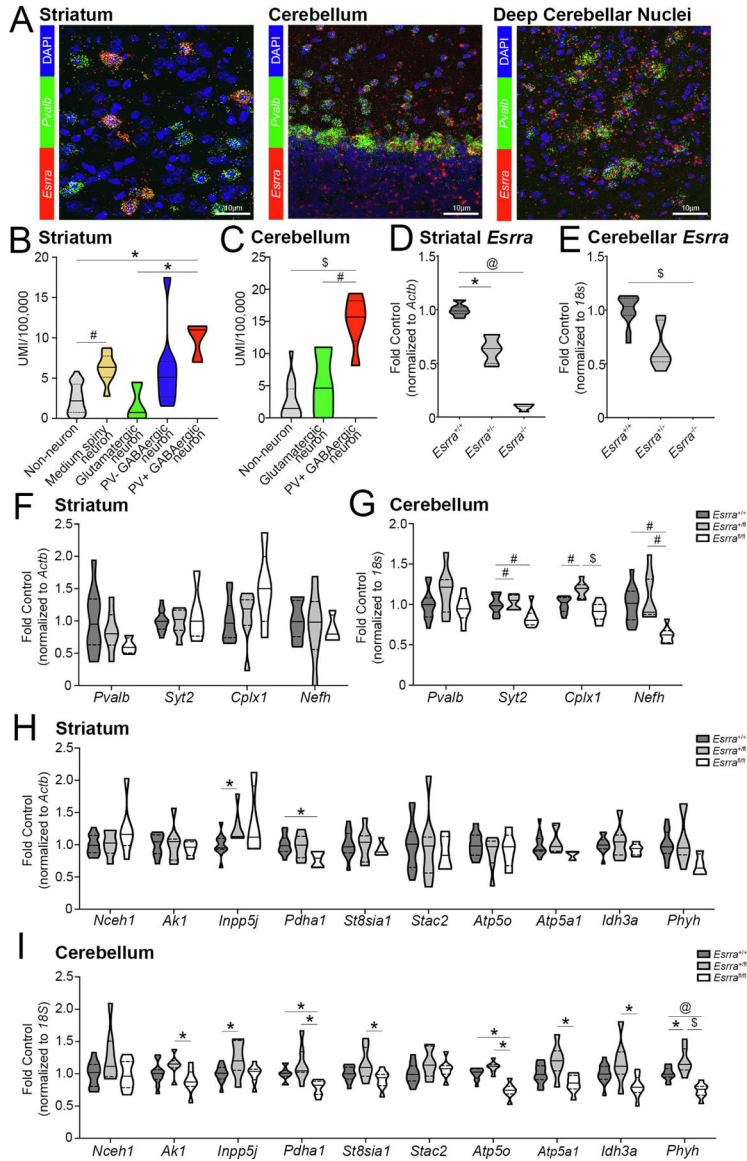 A
Striatum
Cerebellum
Deep Cerebellar Nuclei
DAPI
Pvalb
Esrra
10μm
DAPI
Pvalb
Esrra
10μm
DAPI
Pvalb
Esrra
10μm
B Striatum
UMI/100,000
20
15
10
5
0
*
*
#
Non-neuron
Medium spiny neuron
Glutamatergic neuron
PV- GABAergic neuron
PV+ GABAergic neuron
C Cerebellum
UMI/100,000
25
20
15
10
5
0
$
#
Non-neuron
Glutamatergic neuron
PV+ GABAergic neuron
D Striatal Esrra
Fold Control
(normalized to Actb)
1.5
1.0
0.5
0
@
*
Esrra+/+
Esrra+/-
Esrra-/-
E Cerebellar Esrra
Fold Control
(normalized to 18s)
1.5
1.0
0.5
0
$
Esrra+/+
Esrra+/-
Esrra-/-
F Striatum
Fold Control
(normalized to Actb)
2.5
2.0
1.5
1.0
0.5
0
Pvalb Syt2 Cplx1 Nefh
G Cerebellum
Fold Control
(normalized to 18s)
2.0
1.5
1.0
0.5
0
# # # $ # #
Pvalb Syt2 Cplx1 Nefh
Esrra+/+
Esrra+/fl
Esrrafl/fl
H Striatum
Fold Control
(normalized to Actb)
2.5
2.0
1.5
1.0
0.5
0
* *
Nceh1 Ak1 Inpp5j Pdha1 St8sia1 Stac2 Atp5o Atp5a1 Idh3a Phyh
Esrra+/+
Esrra+/fl
Esrrafl/fl
I Cerebellum
Fold Control
(normalized to 18S)
2.5
2.0
1.5
1.0
0.5
0
* * * * * * * * * @ * $
Nceh1 Ak1 Inpp5j Pdha1 St8sia1 Stac2 Atp5o Atp5a1 Idh3a Phyh
Esrra+/+
Esrra+/fl
Esrrafl/fl